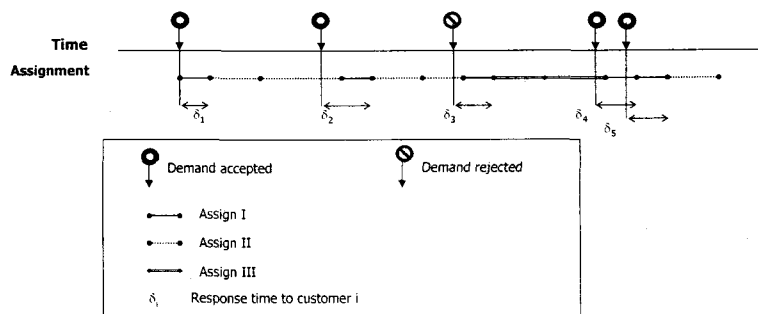 Time
Assignment
δ1
δ2
δ3
δ4
δ5
Demand accepted
Demand rejected
Assign I
Assign II
Assign III
δi Response time to customer i